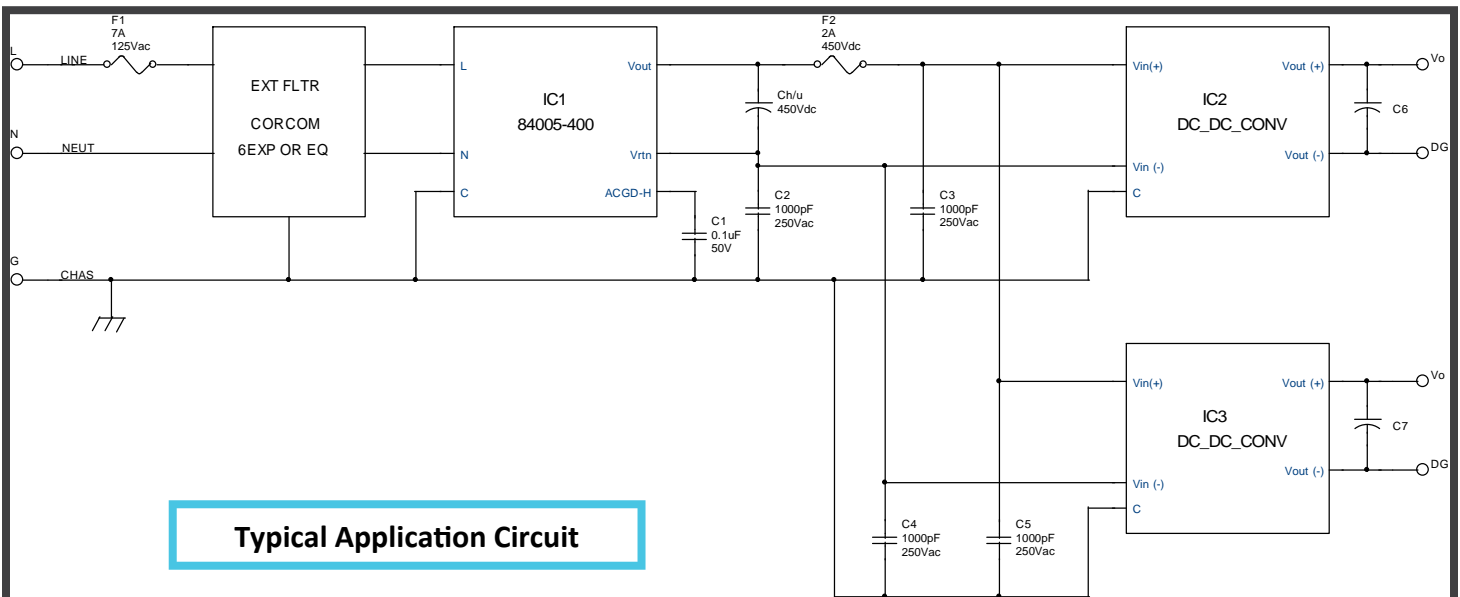 F1
7A
125Vac
L
LINE
N
NEUT
G
CHAS
EXT FLTR
CORCOM
6EXP OR EQ
L
N
C
IC1
84005-400
Vout
Vrtn
ACGD-H
Ch/u
450Vdc
F2
2A
450Vdc
C1
0.1uF
50V
C2
1000pF
250Vac
C3
1000pF
250Vac
Vin(+)
Vin (-)
C
IC2
DC_DC_CONV
Vout (+)
Vout (-)
C6
Vo
DG
Vin(+)
Vin (-)
C
IC3
DC_DC_CONV
Vout (+)
Vout (-)
C7
Vo
DG
C4
1000pF
250Vac
C5
1000pF
250Vac
Typical Application Circuit